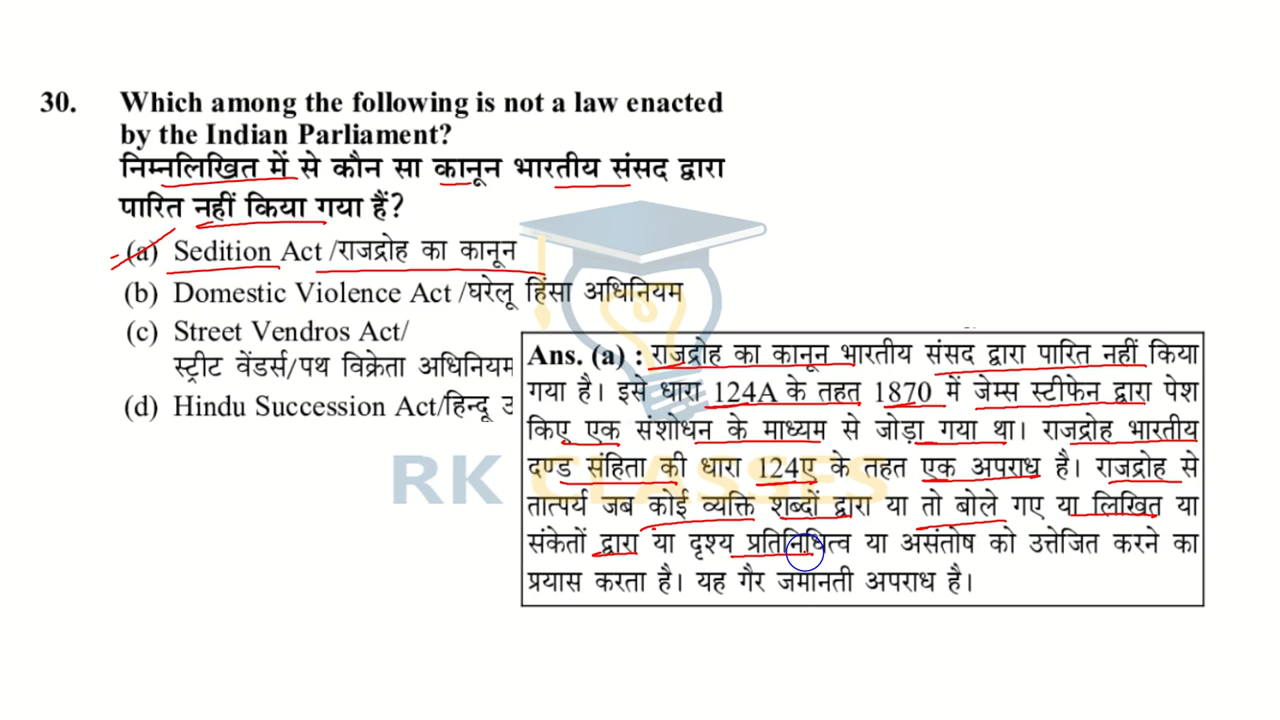 30. Which among the following is not a law enacted
by the Indian Parliament?
निम्नलिखित में से कौन सा कानून भारतीय संसद द्वारा
पारित नहीं किया गया हैं?
(a) Sedition Act /राजद्रोह का कानून
(b) Domestic Violence Act /घरेलू हिंसा अधिनियम
(c) Street Vendros Act/
स्ट्रीट वेंडर्स/पथ विक्रेता अधिनियम
(d) Hindu Succession Act/हिन्दू
Ans. (a) : राजद्रोह का कानून भारतीय संसद द्वारा पारित नहीं किया
गया है। इसे धारा 124A के तहत 1870 में जेम्स स्टीफेन द्वारा पेश
किए एक संशोधन के माध्यम से जोड़ा गया था। राजद्रोह भारतीय
दण्ड संहिता की धारा 124ए के तहत एक अपराध है। राजद्रोह से
तात्पर्य जब कोई व्यक्ति शब्दों द्वारा या तो बोले गए या लिखित या
संकेतों द्वारा या दृश्य प्रतिनिधित्व या असंतोष को उत्तेजित करने का
प्रयास करता है। यह गैर जमानती अपराध है।
RK CLASSES